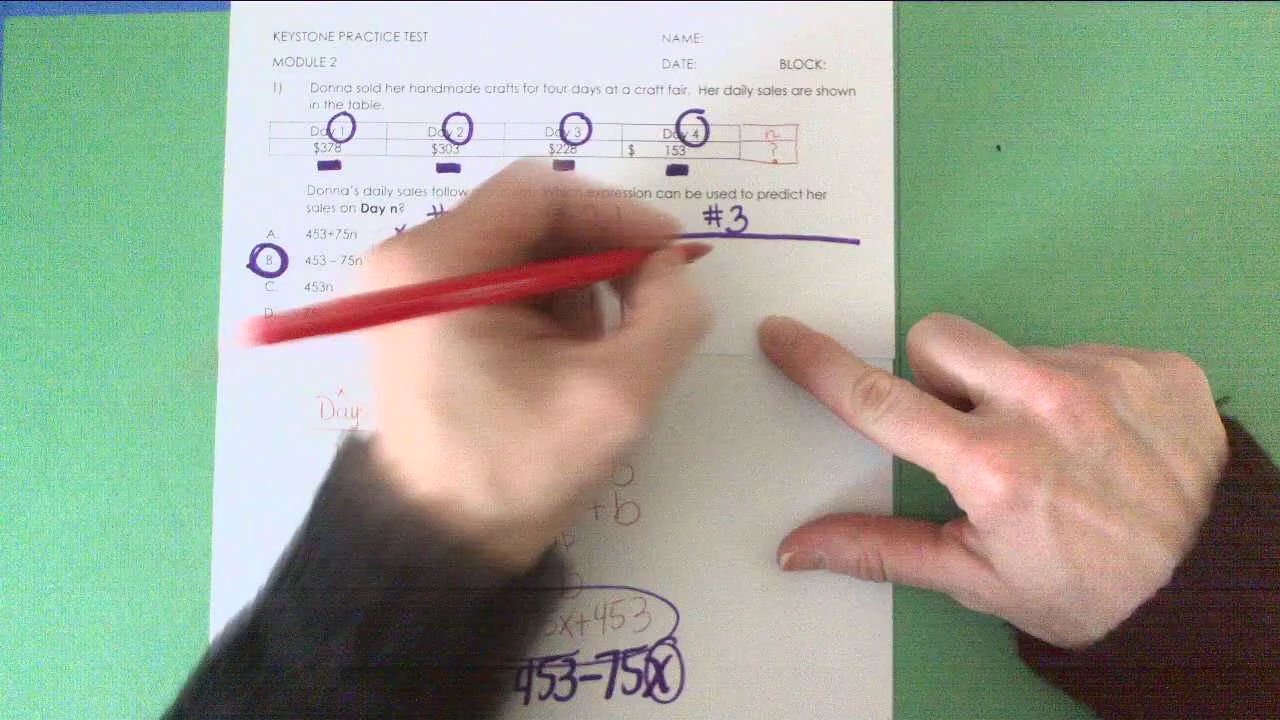 KEYSTONE PRACTICE TEST NAME:
MODULE 2 DATE: BLOCK:
1) Donna sold her handmade crafts for four days at a craft fair. Her daily sales are shown
in the table.
Day 1 Day 2 Day 3 Day 4 n
$378 $303 $228 $ 153 ?
Donna's daily sales follow Which expression can be used to predict her
sales on Day n? #3
A. 453+75n
B. 453 – 75n
C. 453n
D.
x
Day
+ b
x+453
453-75x